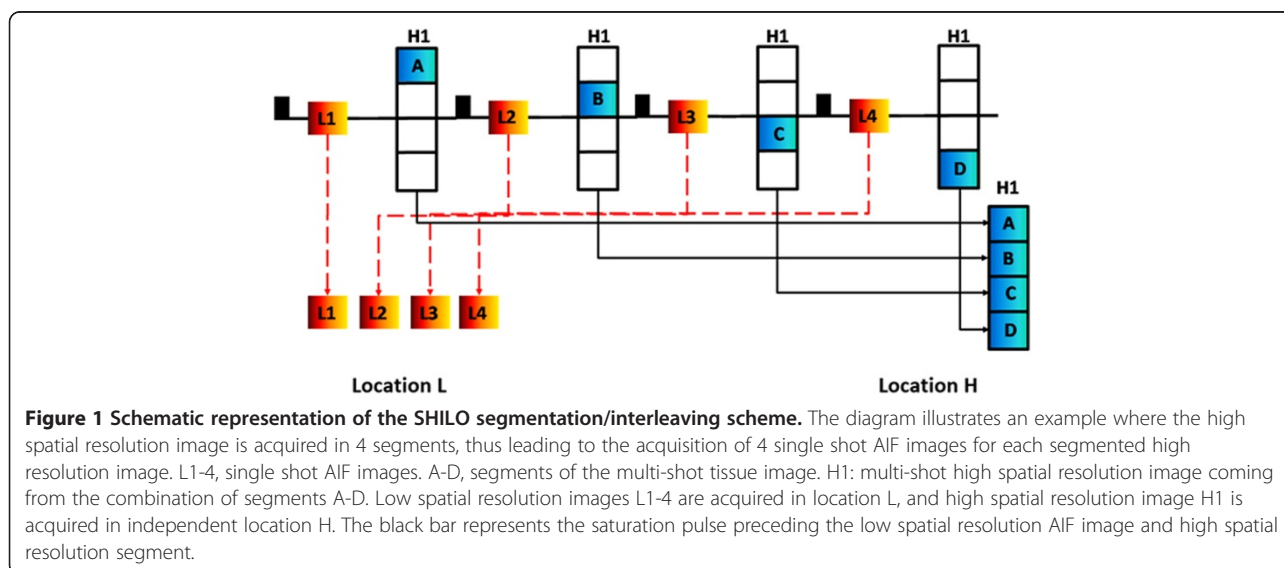 H1 H1 H1 H1
A
B
L1 L2 L3 L4
C
D
H1
A
B
C
D
L1 L2 L3 L4
Location L Location H
Figure 1 Schematic representation of the SHILO segmentation/interleaving scheme. The diagram illustrates an example where the high
spatial resolution image is acquired in 4 segments, thus leading to the acquisition of 4 single shot AIF images for each segmented high
resolution image. L1-4, single shot AIF images. A-D, segments of the multi-shot tissue image. H1: multi-shot high spatial resolution image coming
from the combination of segments A-D. Low spatial resolution images L1-4 are acquired in location L, and high spatial resolution image H1 is
acquired in independent location H. The black bar represents the saturation pulse preceding the low spatial resolution AIF image and high spatial
resolution segment.